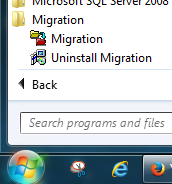 Microsoft SQL Server 2008
Migration
Migration
Uninstall Migration
Back
Search programs and files